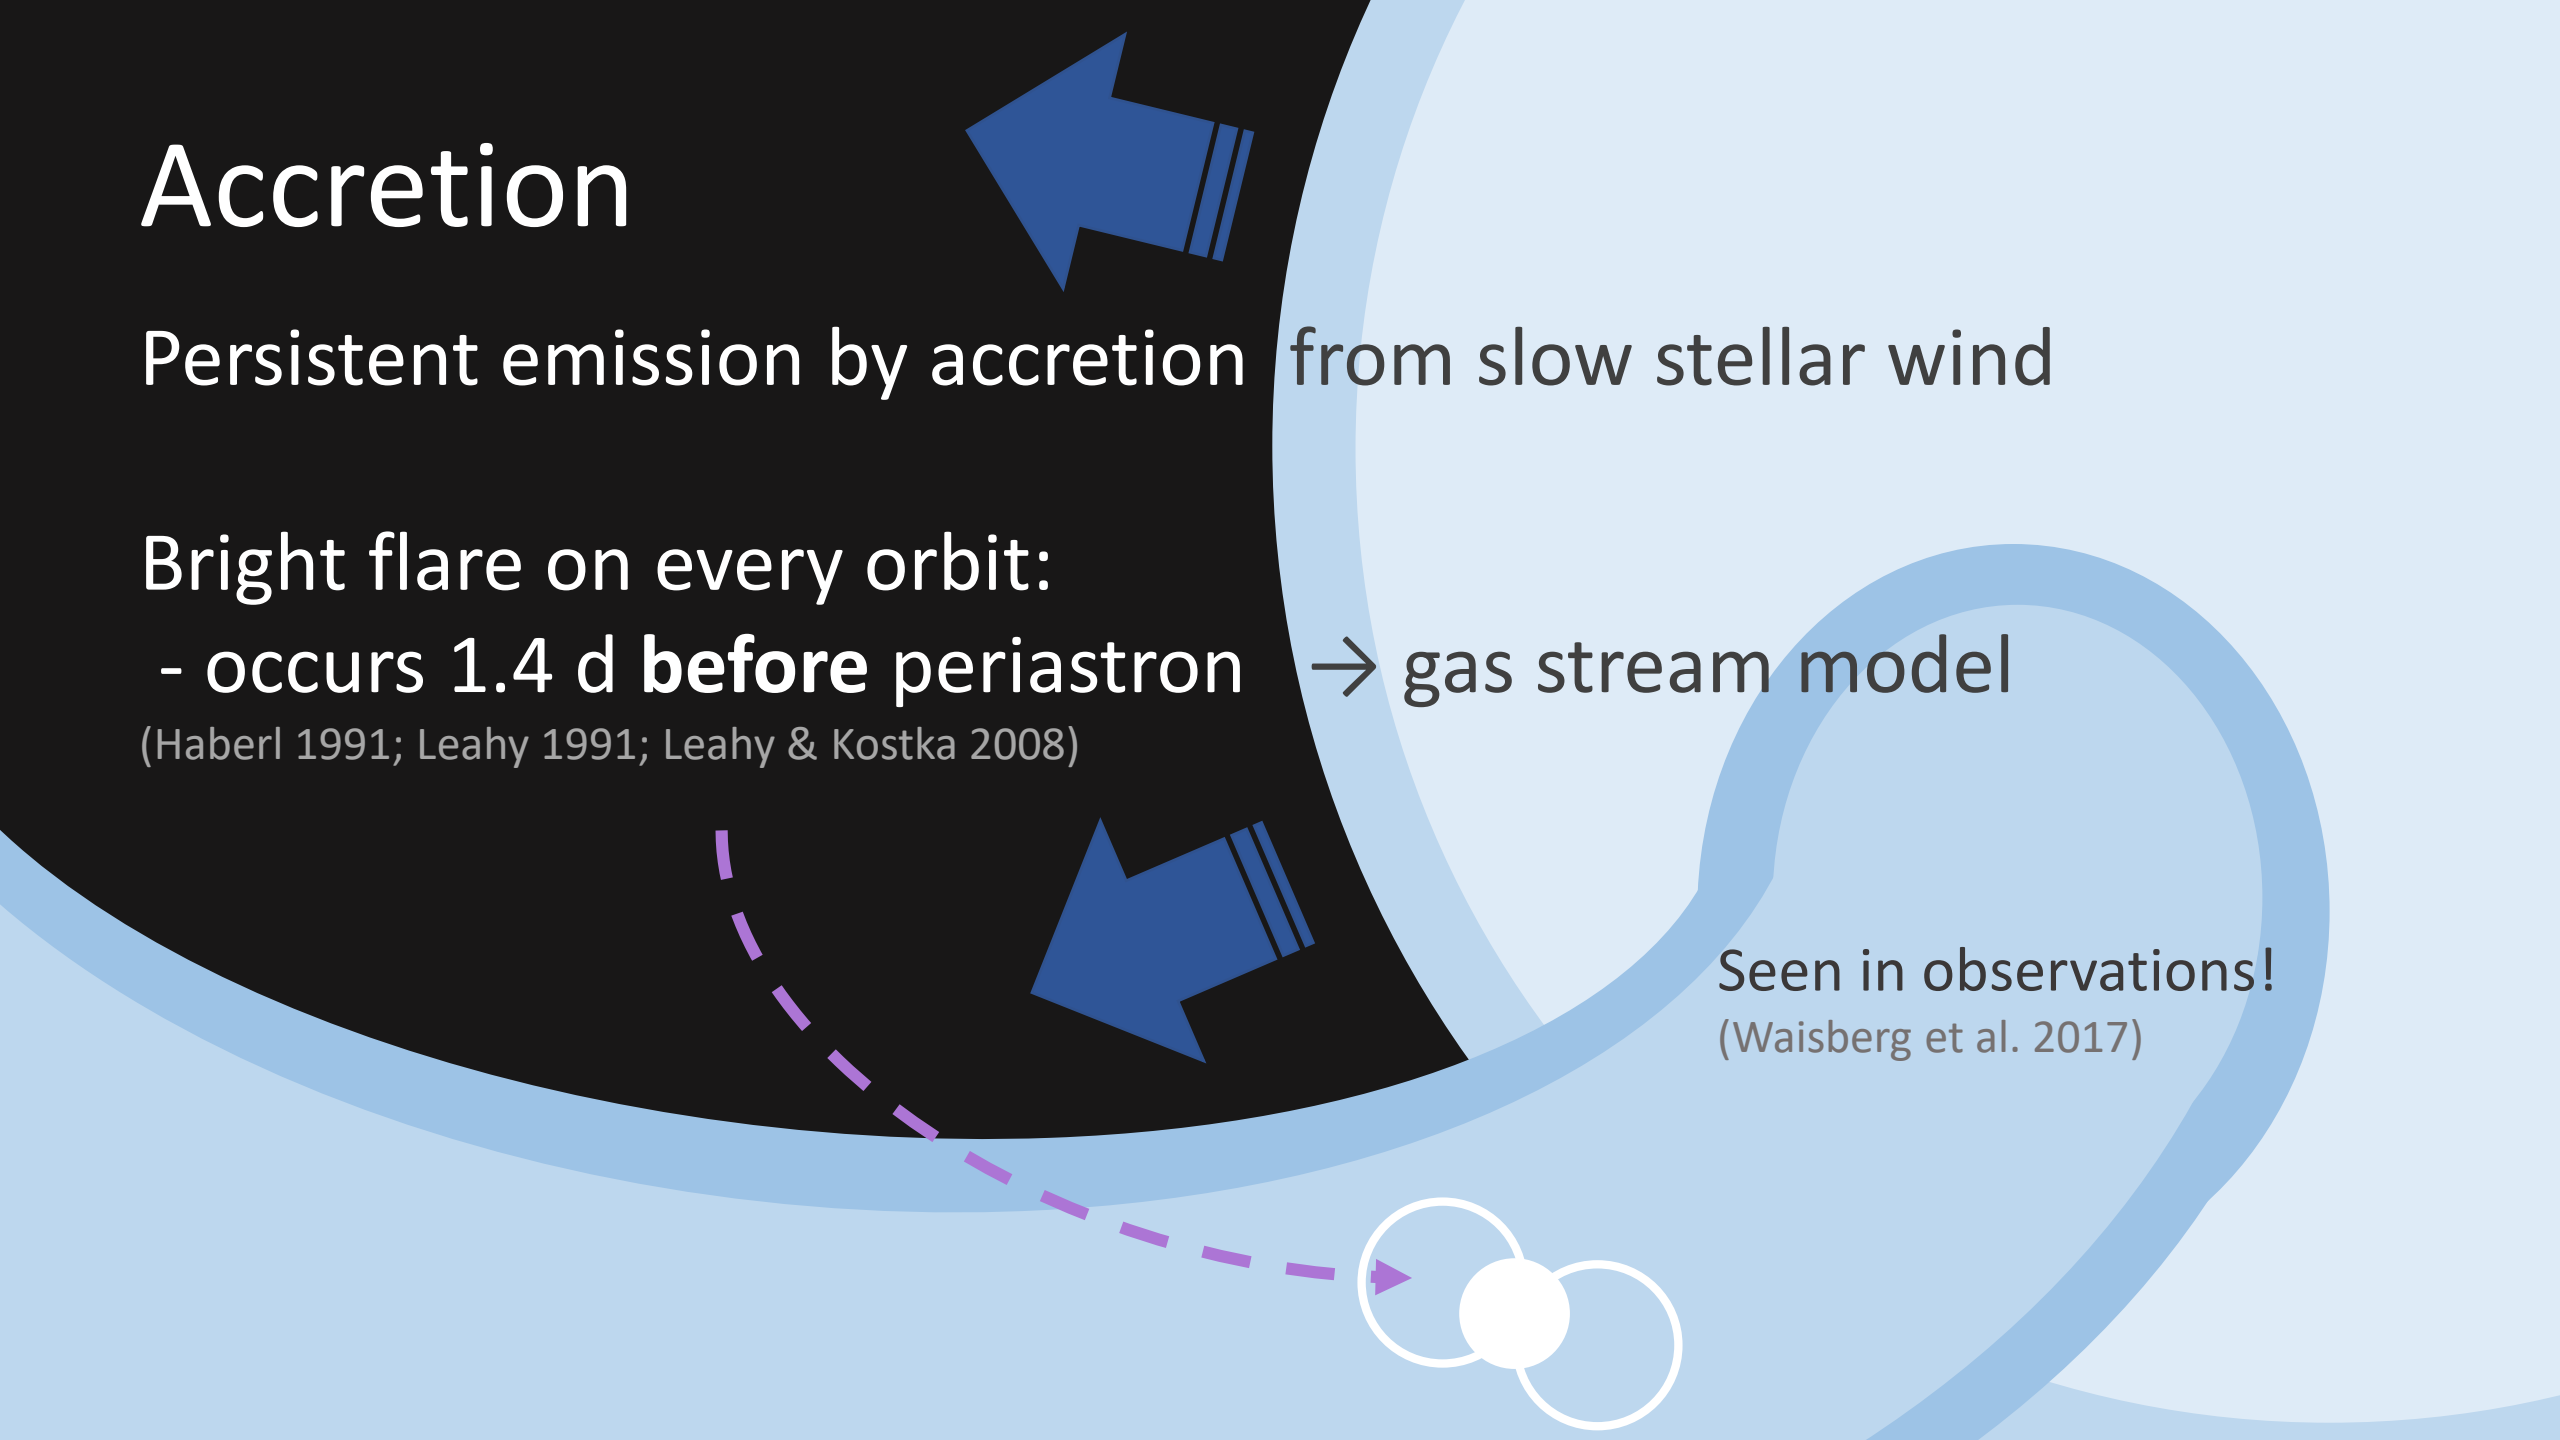 Accretion
Persistent emission by accretion from slow stellar wind
Bright flare on every orbit:
- occurs 1.4 d before periastron → gas stream model
(Haberl 1991; Leahy 1991; Leahy & Kostka 2008)
Seen in observations!
(Waisberg et al. 2017)